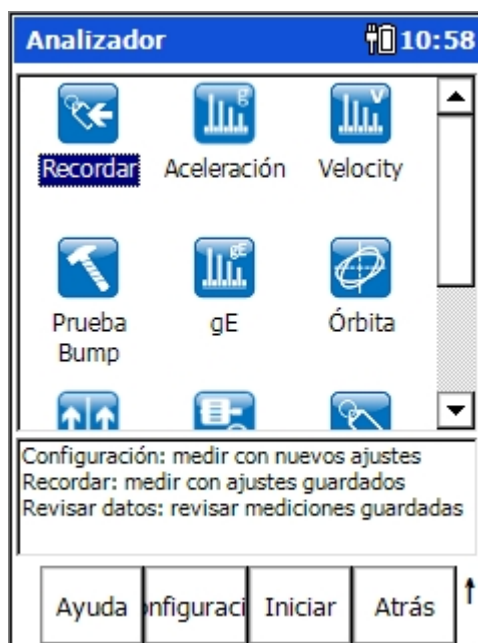 Analizador 10:58
g V
Recordar Aceleración Velocity
gE
Prueba gE Órbita
Bump
Configuración: medir con nuevos ajustes
Recordar: medir con ajustes guardados
Revisar datos: revisar mediciones guardadas
Ayuda nfiguraci Iniciar Atrás